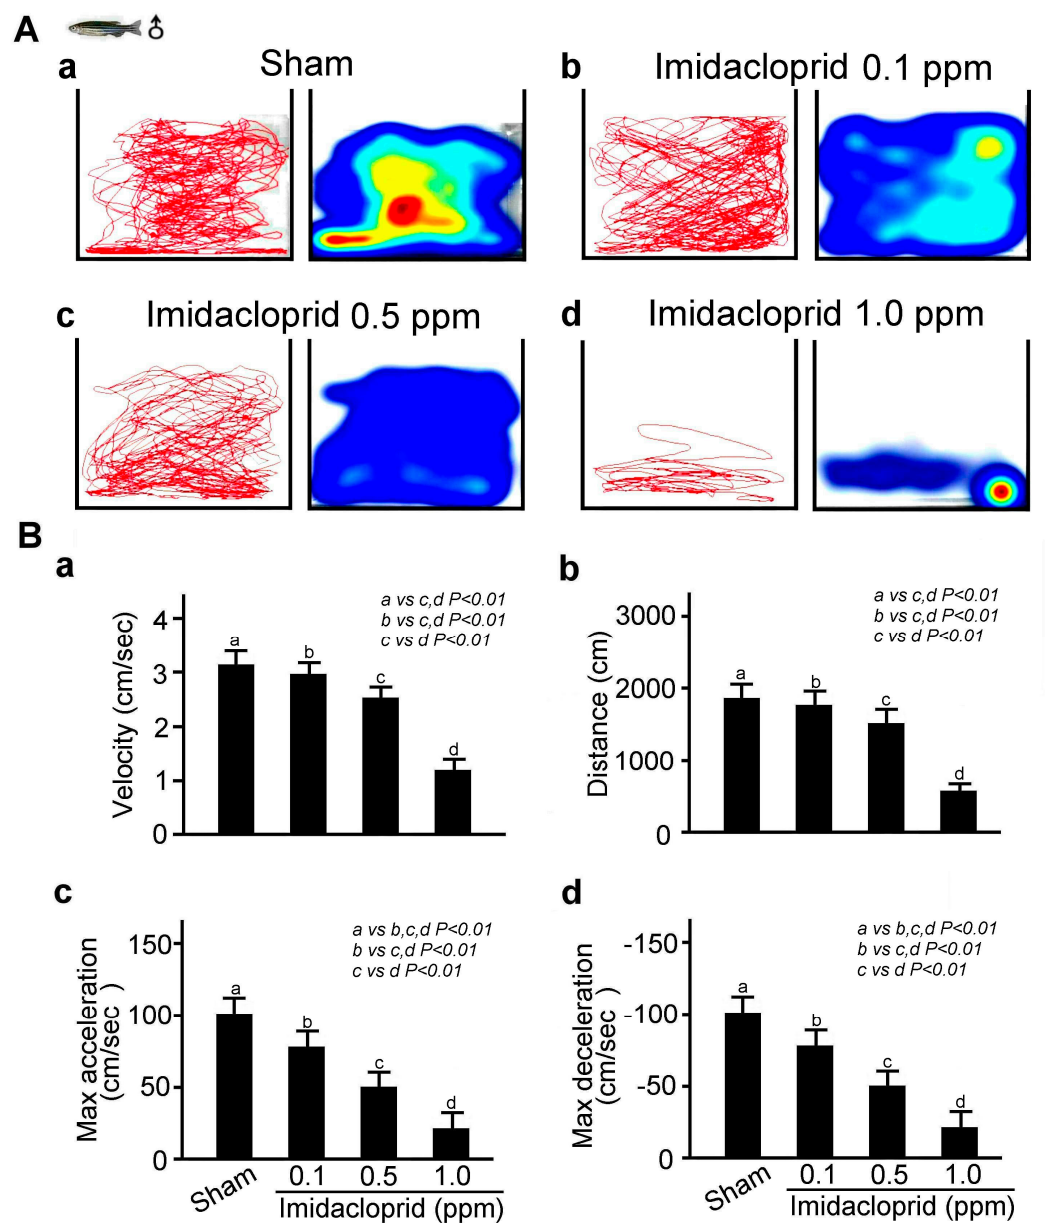 A ♂
a Sham
b Imidacloprid 0.1 ppm
c Imidacloprid 0.5 ppm
d Imidacloprid 1.0 ppm
B
a
Velocity (cm/sec)
4
3
2
1
0
a vs c,d P<0.01
b vs c,d P<0.01
c vs d P<0.01
a
b
c
d
b
Distance (cm)
3000
2000
1000
0
a vs c,d P<0.01
b vs c,d P<0.01
c vs d P<0.01
a
b
c
d
c
Max acceleration
(cm/sec )
150
100
50
0
a vs b,c,d P<0.01
b vs c,d P<0.01
c vs d P<0.01
a
b
c
d
Sham
0.1 0.5 1.0
Imidacloprid (ppm)
d
Max deceleration
(cm/sec )
-150
-100
-50
0
a vs b,c,d P<0.01
b vs c,d P<0.01
c vs d P<0.01
a
b
c
d
Sham
0.1 0.5 1.0
Imidacloprid (ppm)